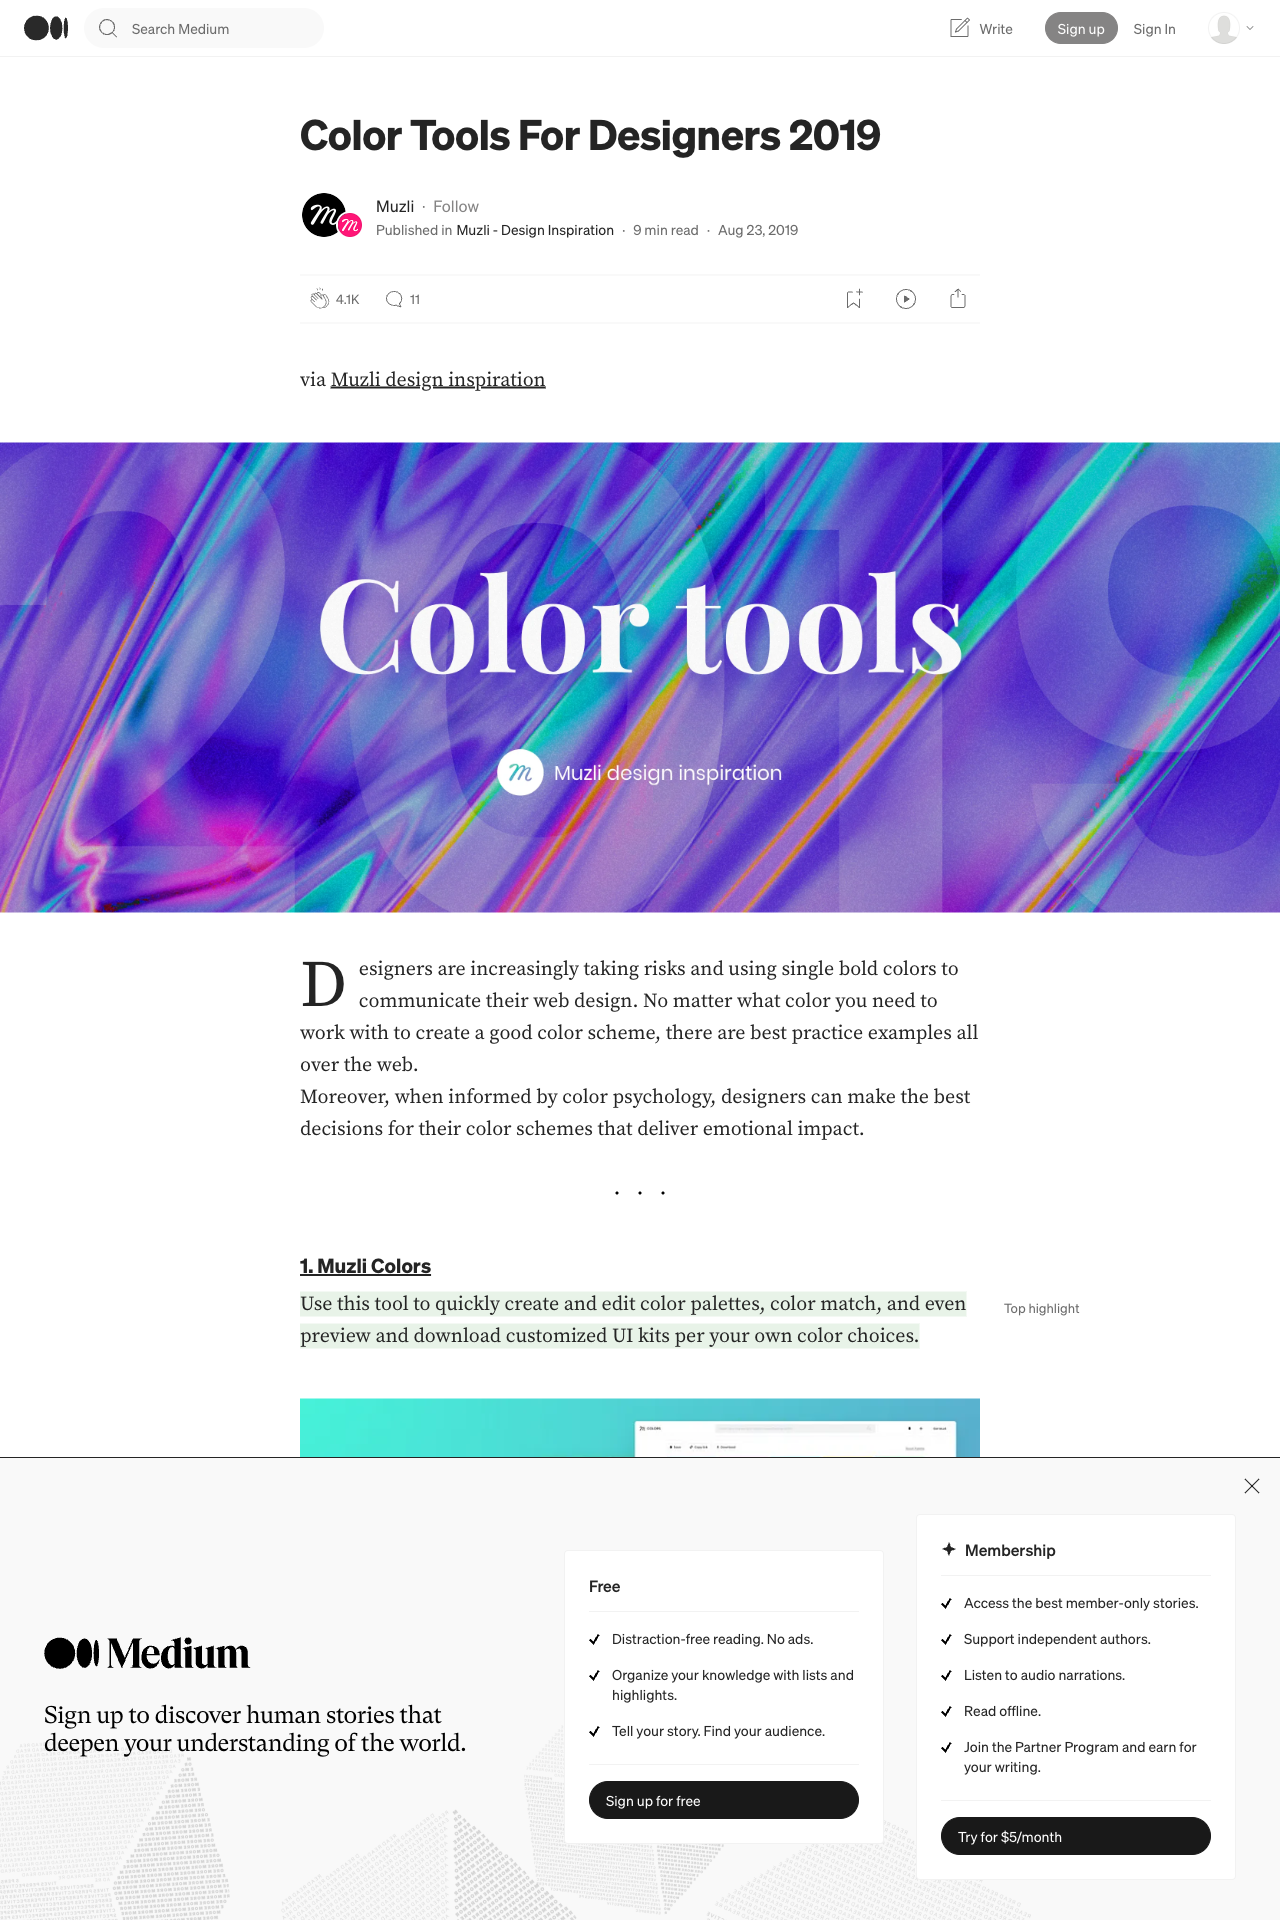 Search Medium
Write
Sign up
Sign In
Color Tools For Designers 2019
Muzli · Follow
Published in Muzli - Design Inspiration · 9 min read · Aug 23, 2019
4.1K
11
via Muzli design inspiration
2019
Color tools
Muzli design inspiration
Designers are increasingly taking risks and using single bold colors to
communicate their web design. No matter what color you need to
work with to create a good color scheme, there are best practice examples all
over the web.
Moreover, when informed by color psychology, designers can make the best
decisions for their color schemes that deliver emotional impact.
. . .
1. Muzli Colors
Use this tool to quickly create and edit color palettes, color match, and even
preview and download customized UI kits per your own color choices.
Top highlight
Medium
Sign up to discover human stories that
deepen your understanding of the world.
Free
Distraction-free reading. No ads.
Organize your knowledge with lists and
highlights.
Tell your story. Find your audience.
Sign up for free
Membership
Access the best member-only stories.
Support independent authors.
Listen to audio narrations.
Read offline.
Join the Partner Program and earn for
your writing.
Try for $5/month